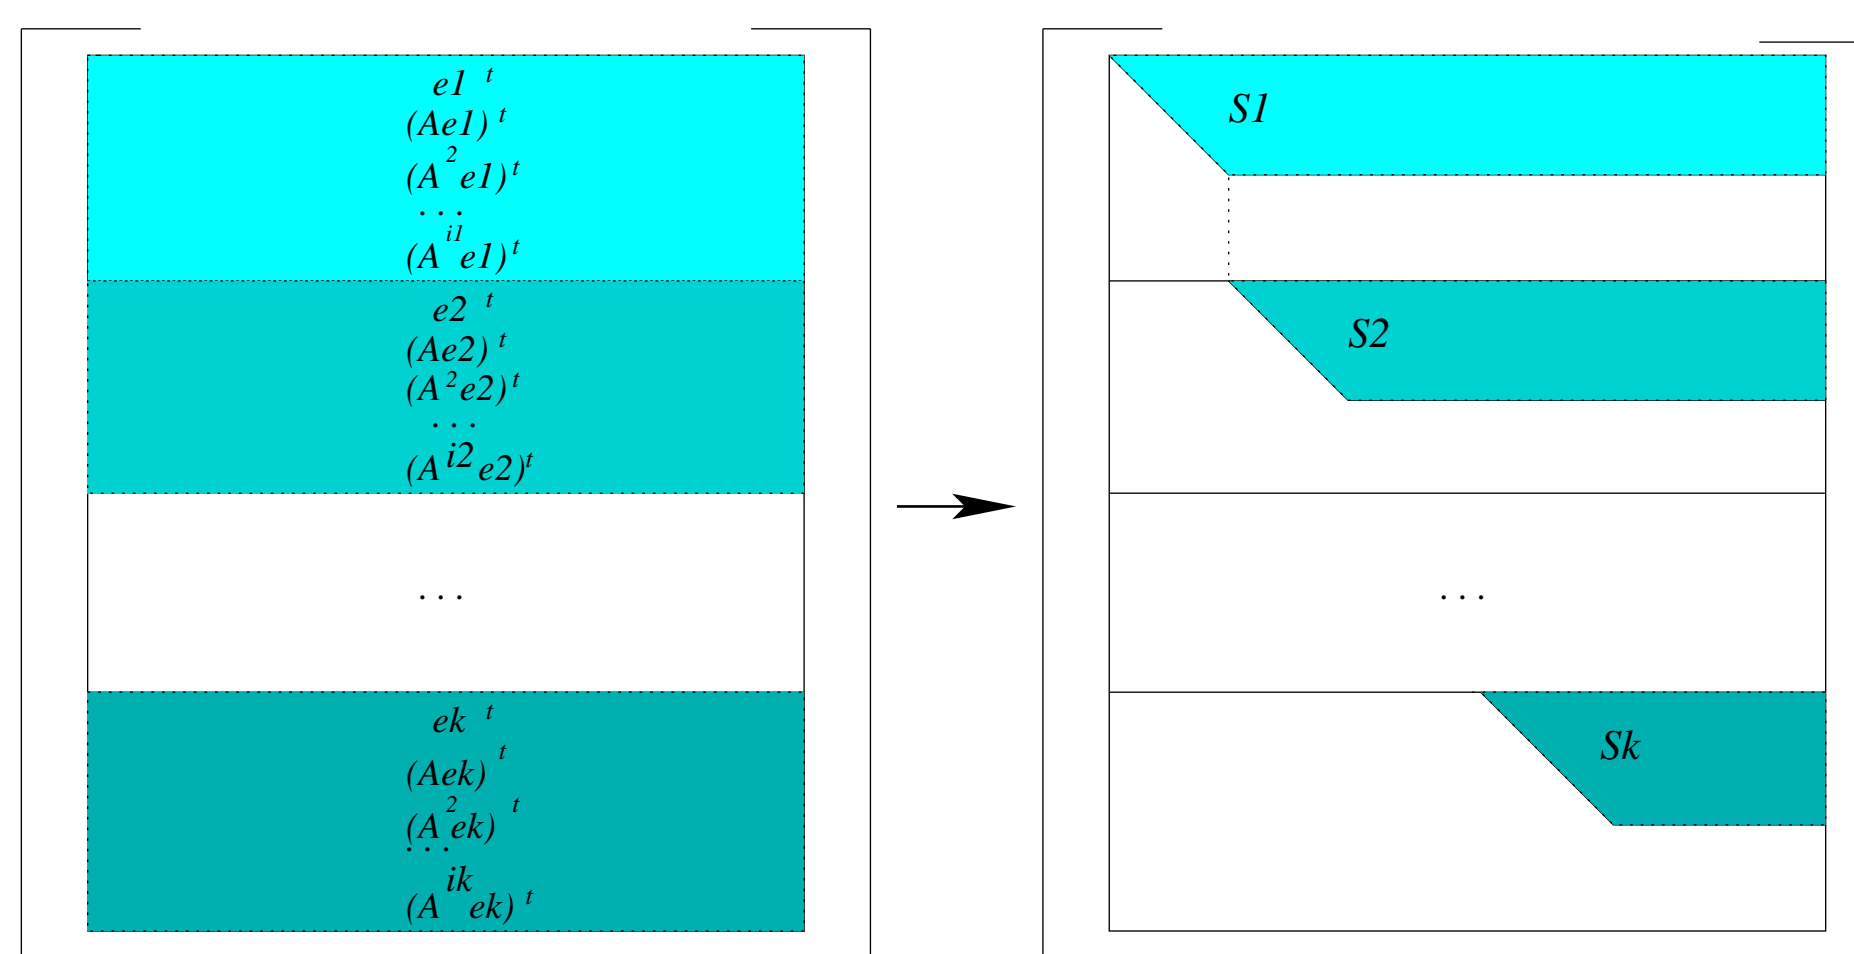 e1 ^t
(Ae1) ^t
(A^2 e1)^t
...
(A^i1 e1)^t
e2 ^t
(Ae2) ^t
(A^2 e2)^t
...
(A^i2 e2)^t
...
ek ^t
(Aek) ^t
(A^2 ek) ^t
...
(A^ik ek) ^t
S1
S2
...
Sk